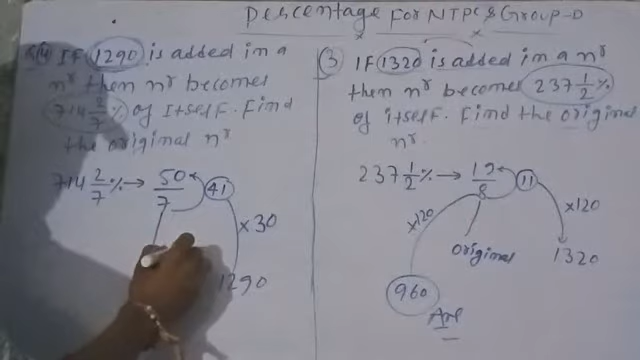 Percentage For NTPC & Group-D
IF 1290 is added in a
nʳ then nʳ becomes
714 2/7 % of itself. Find
the original nʳ
714 2/7 % → 50/7 41
×30
1290
③ IF 1320 is added in a nʳ
then nʳ becomes 237 1/2 %
of itself. Find the original
nʳ.
237 1/2 % → 19/8 11
×120 ×120
original 1320
960
Ans